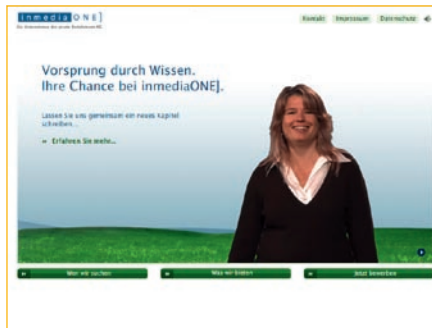 inmedia ONE]
Kontakt Impressum Datenschutz
Vorsprung durch Wissen.
Ihre Chance bei inmediaONE].
Lassen Sie uns gemeinsam ein neues Kapitel
schreiben...
Erfahren Sie mehr...
Wen wir suchen
Was wir bieten
Jetzt bewerben